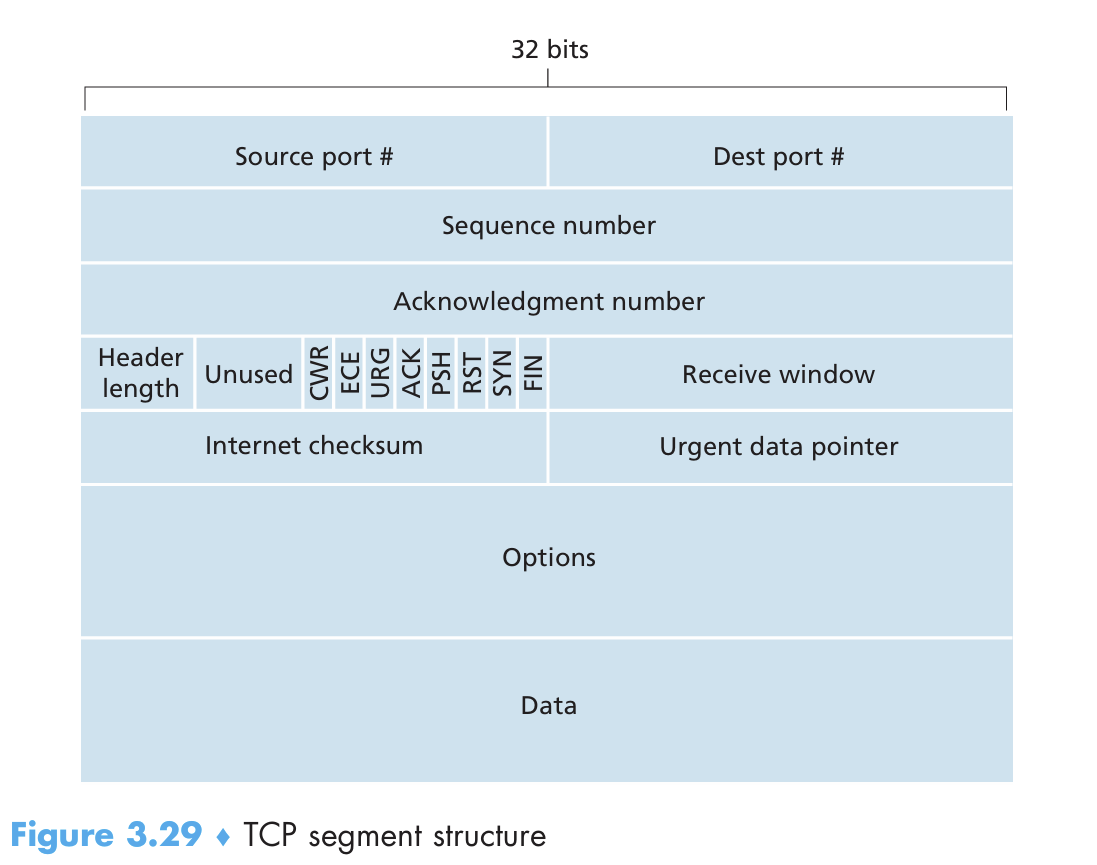 32 bits
Source port #
Dest port #
Sequence number
Acknowledgment number
Header
length
Unused
CWR
ECE
URG
ACK
PSH
RST
SYN
FIN
Receive window
Internet checksum
Urgent data pointer
Options
Data
Figure 3.29 ♦ TCP segment structure